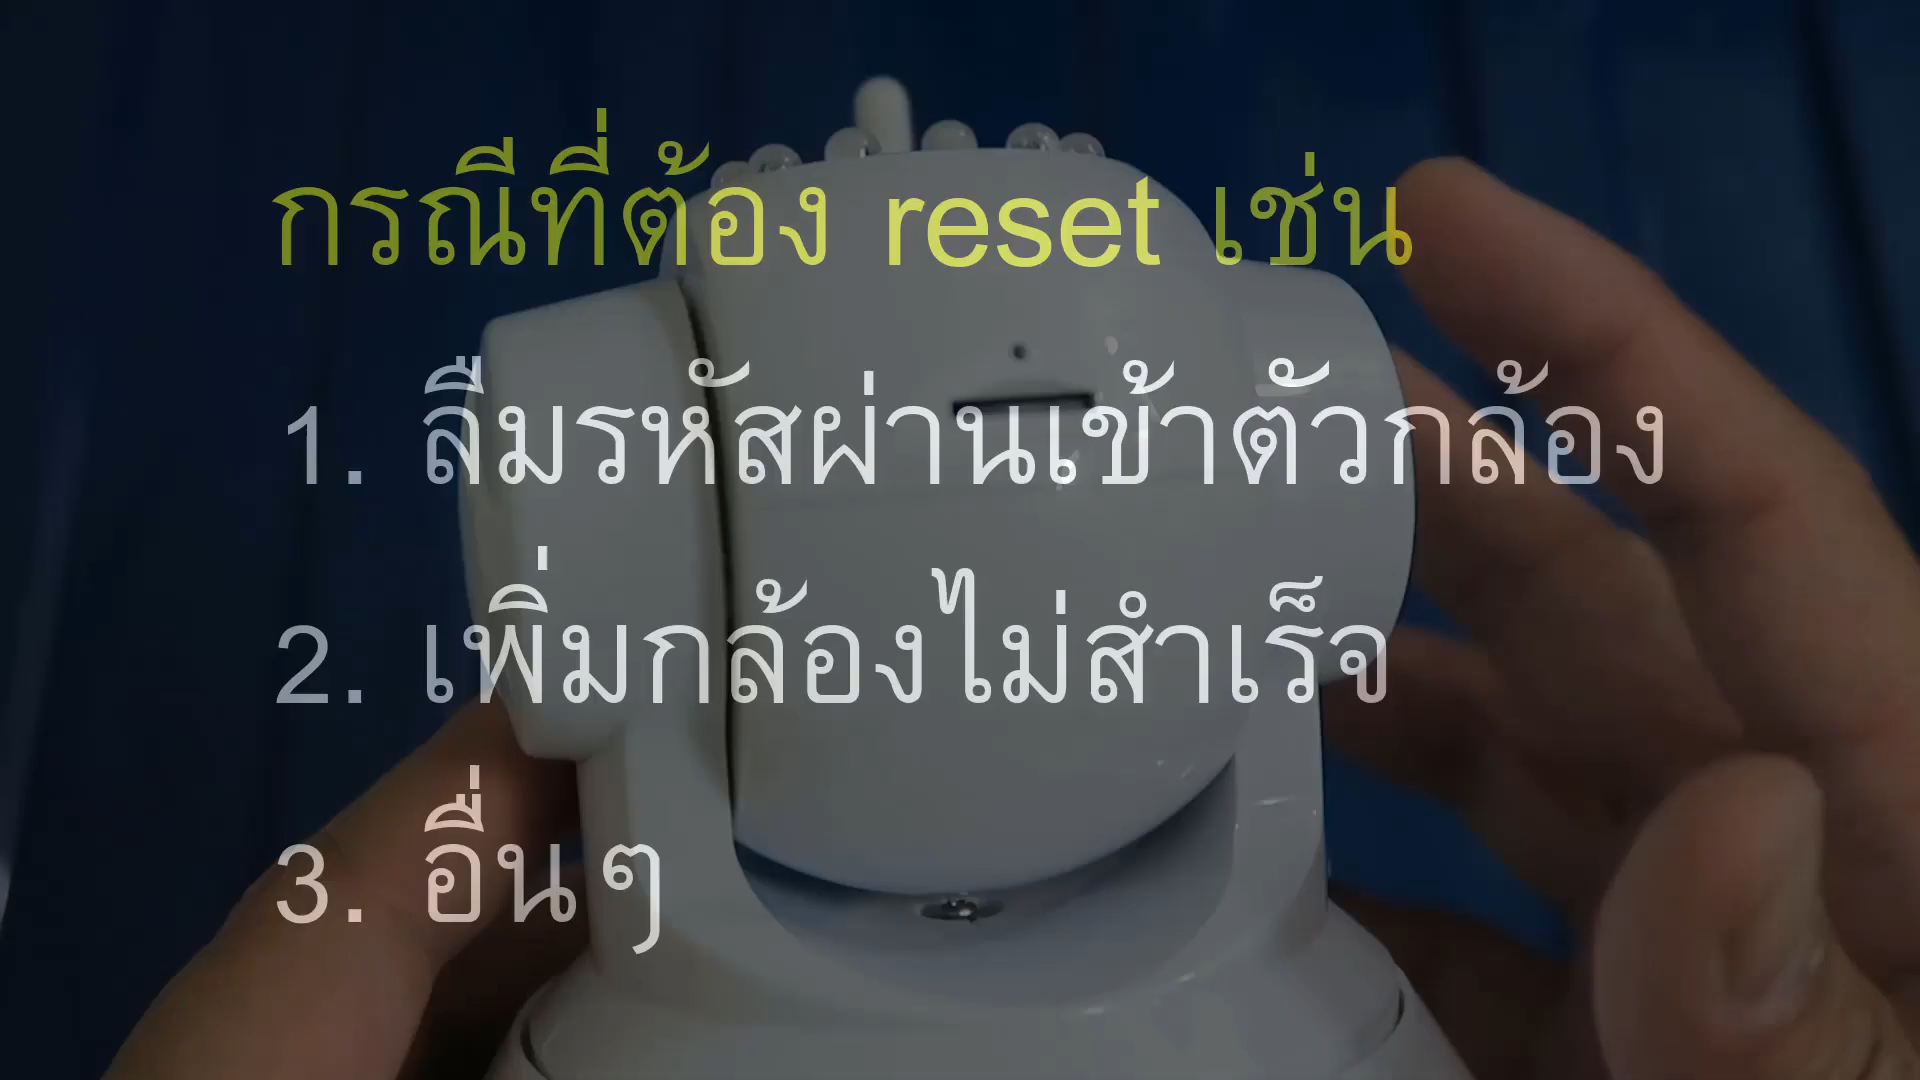 กรณีที่ต้อง reset เช่น
1. ลืมรหัสผ่านเข้าตัวกล้อง
2. เพิ่มกล้องไม่สำเร็จ
3. อื่นๆ